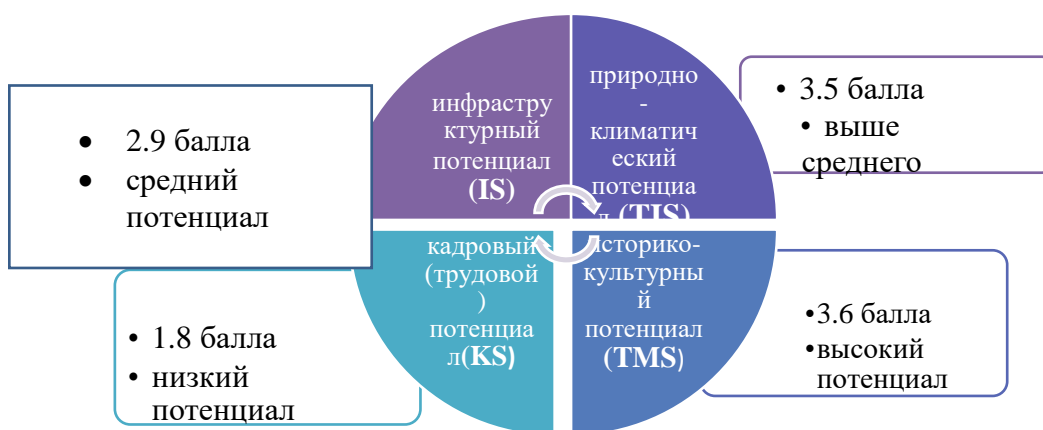 • 2.9 балла
• средний
потенциал
инфрастру
ктурный
потенциал
(IS)
природно
-
климатич
еский
потенциа
л (TIS)
• 3.5 балла
• выше
среднего
• 1.8 балла
• низкий
потенциал
кадровый
(трудовой
)
потенциа
л(KS)
историко-
культурны
й
потенциал
(TMS)
•3.6 балла
•высокий
потенциал